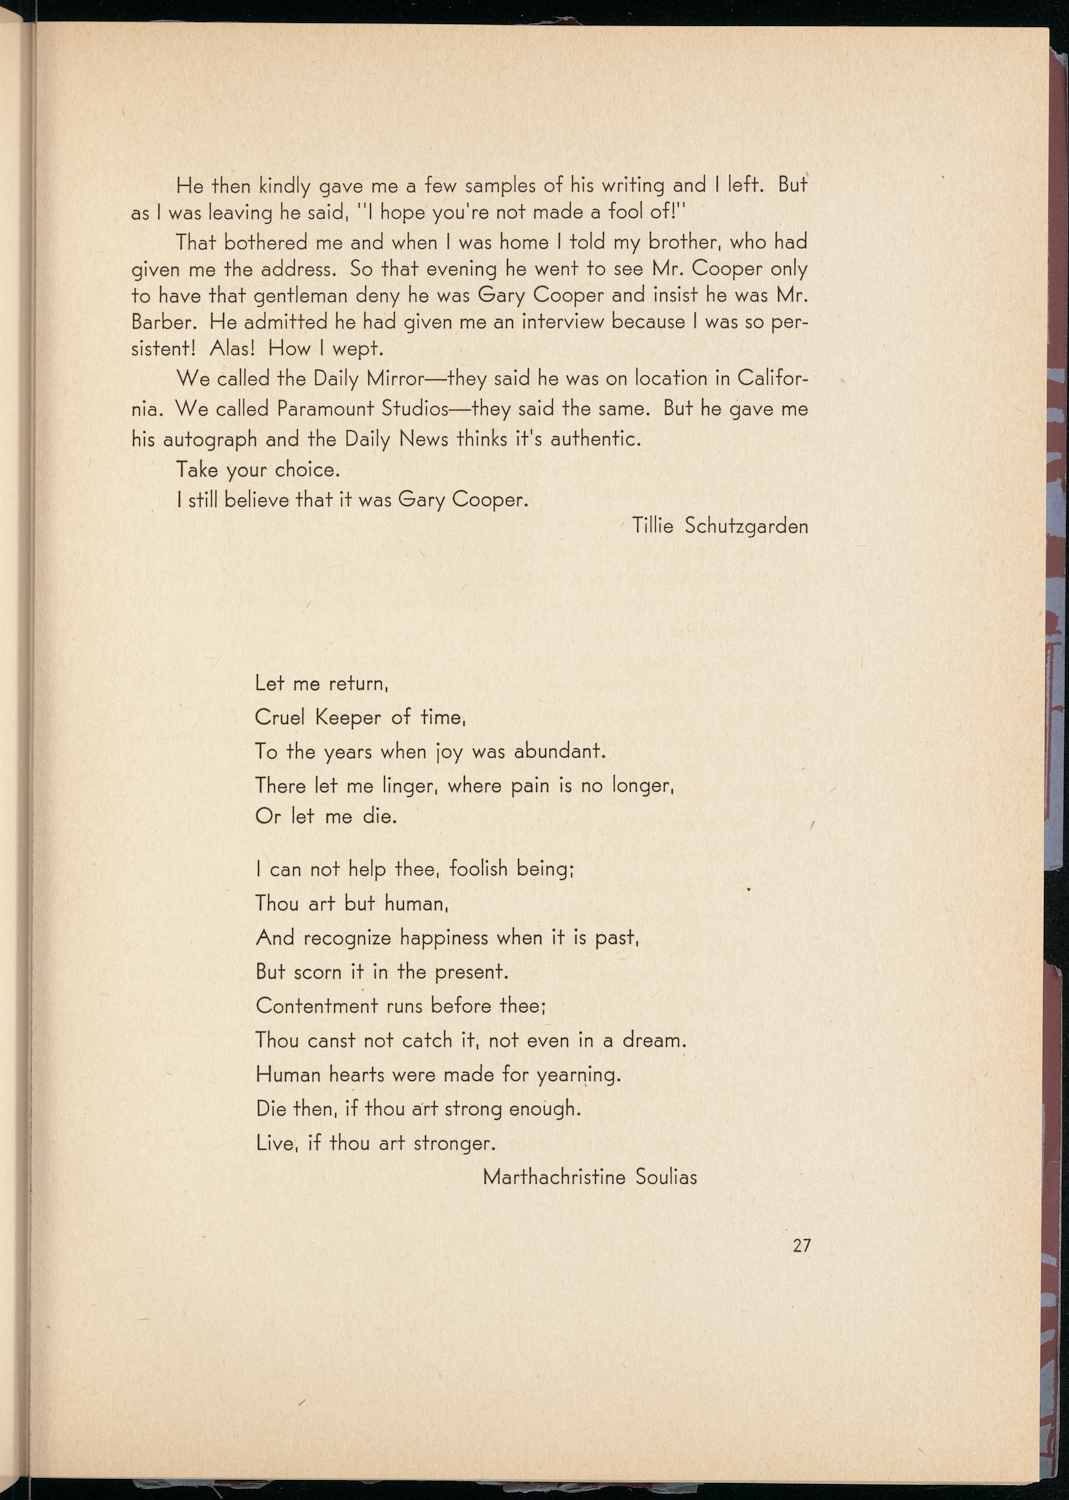 He then kindly gave me a few samples of his writing and I left. But
as I was leaving he said, "I hope you're not made a fool of!"
That bothered me and when I was home I told my brother, who had
given me the address. So that evening he went to see Mr. Cooper only
to have that gentleman deny he was Gary Cooper and insist he was Mr.
Barber. He admitted he had given me an interview because I was so per-
sistent! Alas! How I wept.
We called the Daily Mirror—they said he was on location in Califor-
nia. We called Paramount Studios—they said the same. But he gave me
his autograph and the Daily News thinks it's authentic.
Take your choice.
I still believe that it was Gary Cooper.
Tillie Schutzgarden
Let me return,
Cruel Keeper of time,
To the years when joy was abundant.
There let me linger, where pain is no longer,
Or let me die.
I can not help thee, foolish being;
Thou art but human,
And recognize happiness when it is past,
But scorn it in the present.
Contentment runs before thee;
Thou canst not catch it, not even in a dream.
Human hearts were made for yearning.
Die then, if thou art strong enough.
Live, if thou art stronger.
Marthachristine Soulias
27